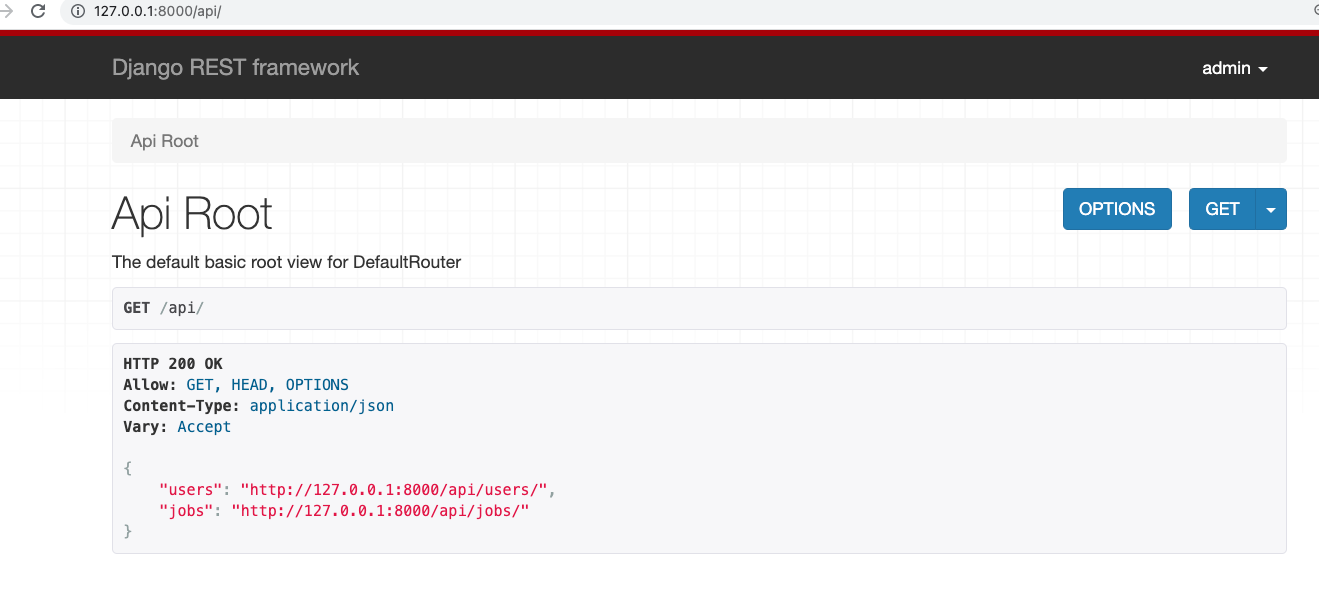 127.0.0.1:8000/api/
Django REST framework
admin
Api Root
Api Root
OPTIONS
GET
The default basic root view for DefaultRouter
GET /api/
HTTP 200 OK
Allow: GET, HEAD, OPTIONS
Content-Type: application/json
Vary: Accept
{
    "users": "http://127.0.0.1:8000/api/users/",
    "jobs": "http://127.0.0.1:8000/api/jobs/"
}